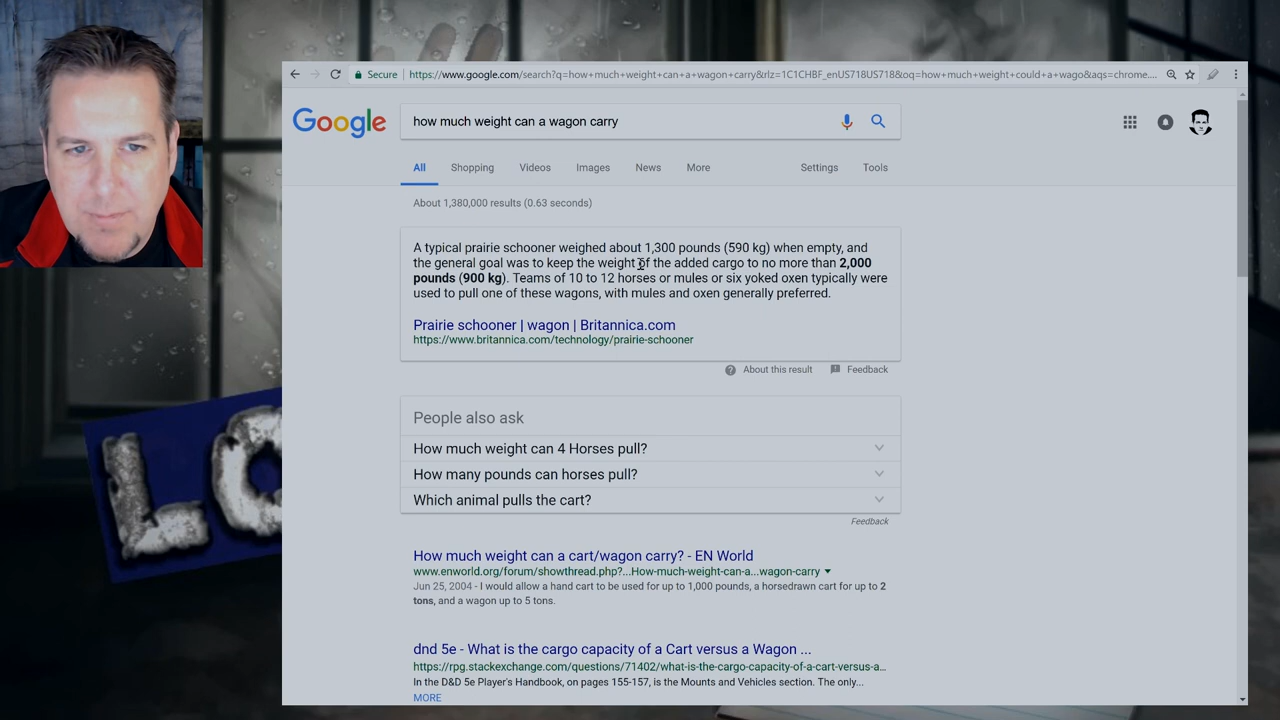 Secure
https://www.google.com/search?q=how+much+weight+can+a+wagon+carry&rlz=1C1CHBF_enUS718US718&oq=how+much+weight+could+a+wago&aqs=chrome....
Google
how much weight can a wagon carry
All Shopping Videos Images News More Settings Tools
About 1,380,000 results (0.63 seconds)
A typical prairie schooner weighed about 1,300 pounds (590 kg) when empty, and
the general goal was to keep the weight of the added cargo to no more than 2,000
pounds (900 kg). Teams of 10 to 12 horses or mules or six yoked oxen typically were
used to pull one of these wagons, with mules and oxen generally preferred.
Prairie schooner | wagon | Britannica.com
https://www.britannica.com/technology/prairie-schooner
About this result Feedback
People also ask
How much weight can 4 Horses pull?
How many pounds can horses pull?
Which animal pulls the cart?
Feedback
How much weight can a cart/wagon carry? - EN World
www.enworld.org/forum/showthread.php?...How-much-weight-can-a...wagon-carry
Jun 25, 2004 - I would allow a hand cart to be used for up to 1,000 pounds, a horsedrawn cart for up to 2
tons, and a wagon up to 5 tons.
dnd 5e - What is the cargo capacity of a Cart versus a Wagon ...
https://rpg.stackexchange.com/questions/71402/what-is-the-cargo-capacity-of-a-cart-versus-a...
In the D&D 5e Player's Handbook, on pages 155-157, is the Mounts and Vehicles section. The only...
MORE